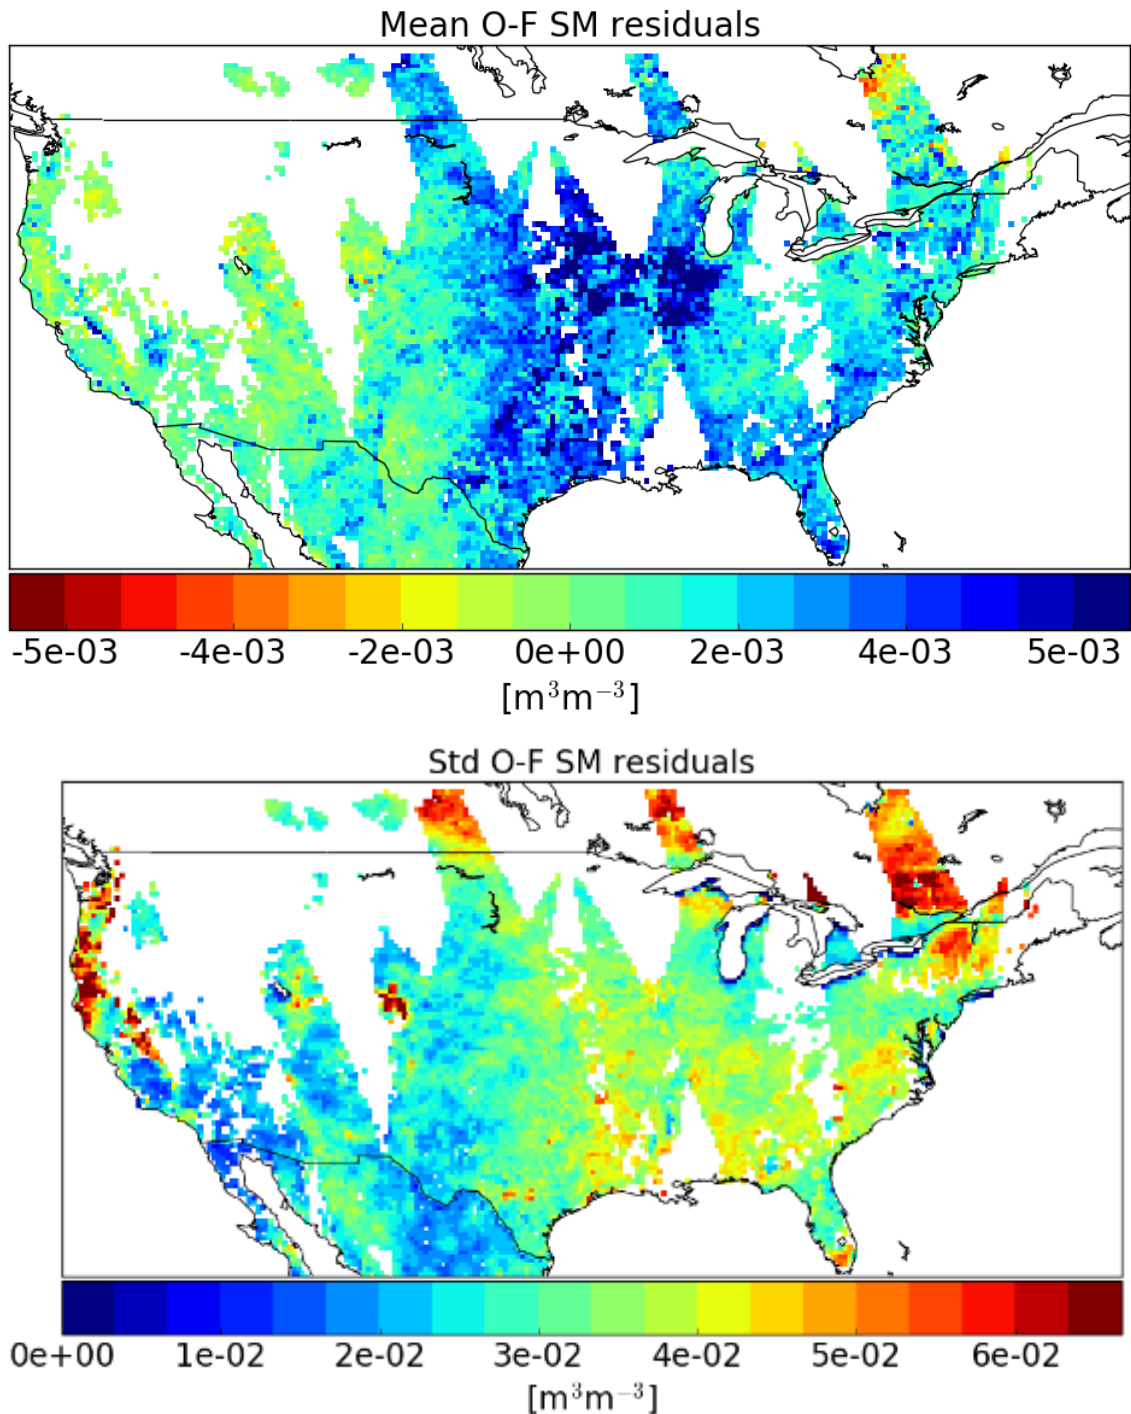 Mean O-F SM residuals
-5e-03 -4e-03 -2e-03 0e+00 2e-03 4e-03 5e-03
[m³m⁻³]
Std O-F SM residuals
0e+00 1e-02 2e-02 3e-02 4e-02 5e-02 6e-02
[m³m⁻³]